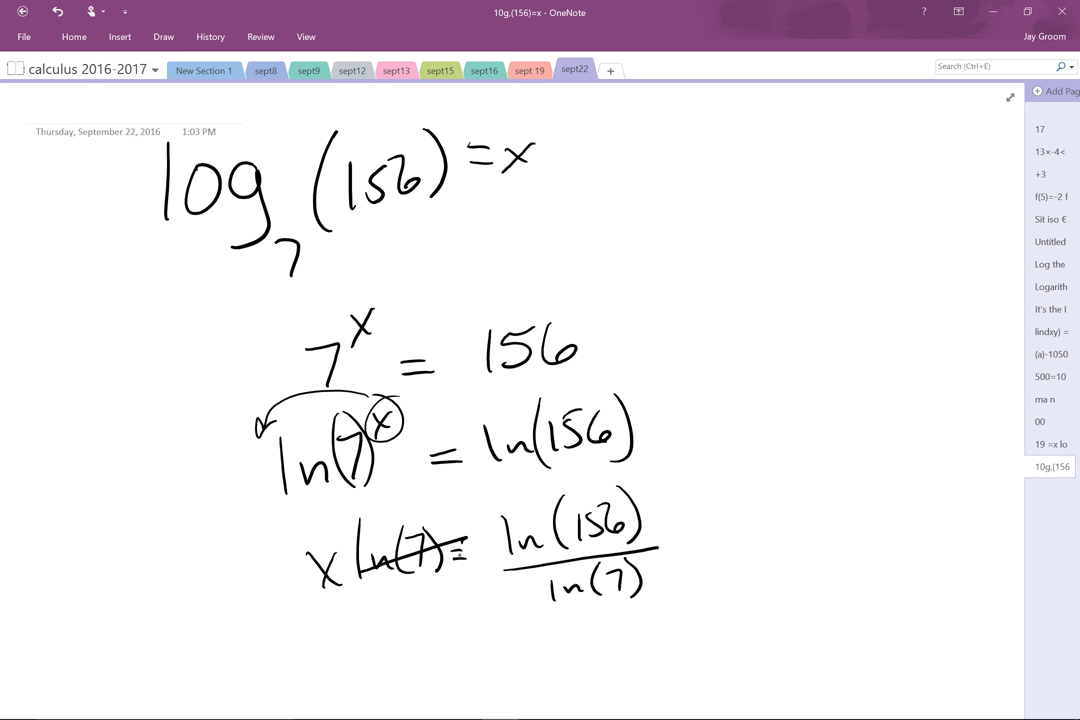 10g,(156)=x - OneNote
?
File Home Insert Draw History Review View Jay Groom
calculus 2016-2017 New Section 1 sept8 sept9 sept12 sept13 sept15 sept16 sept 19 sept22 + Search (Ctrl+E)
Add Pag
Thursday, September 22, 2016 1:03 PM
log₇(156) = x
7^x = 156
ln(7)^x = ln(156)
x ln(7) = ln(156)
ln(7)
17
13×-4<
+3
f(5)=-2 f
Sit iso €
Untitled
Log the
Logarith
It's the I
lindxy) =
(a)-1050
500=10
ma n
00
19 =x lo
10g,(156